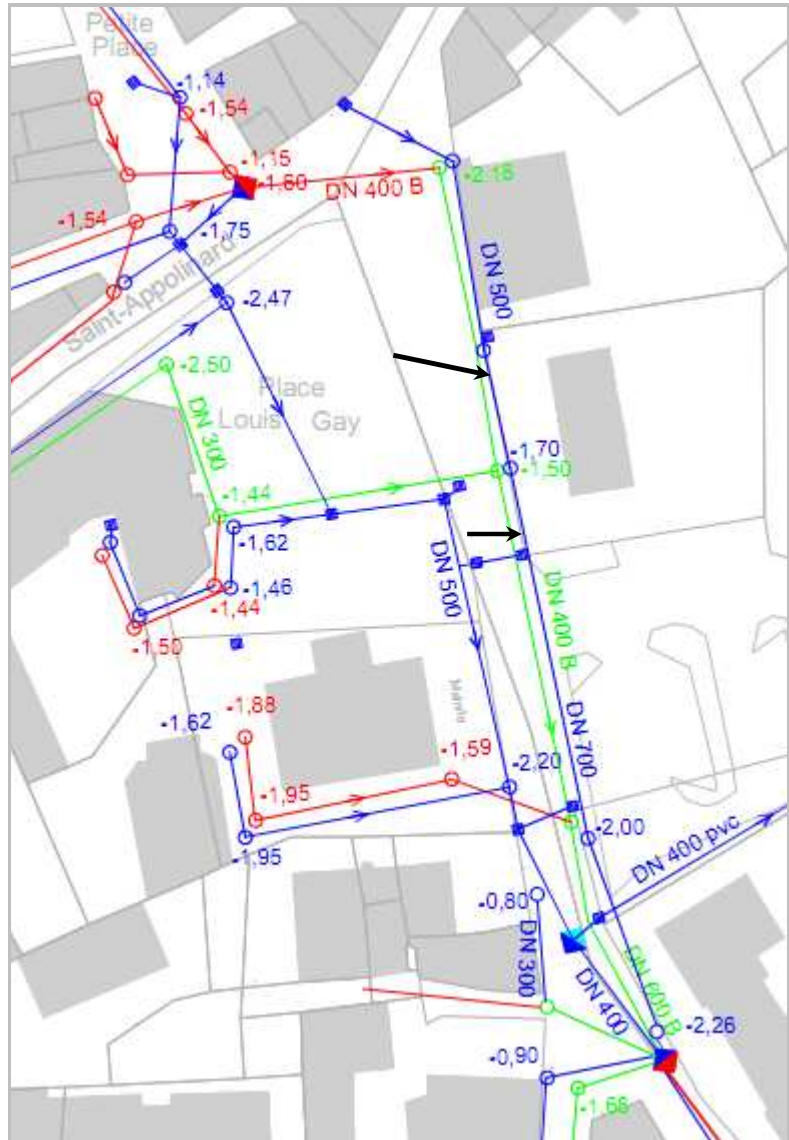 Petite
Place
-1,14
-1,54
-1,15
-1,80
DN 400 B
-2,18
-1,54
-1,75
Saint-Appolinard
-2,47
DN 500
-2,50
Place
Louis Gay
DN 300
-1,70
-1,50
-1,44
-1,62
-1,46
-1,44
-1,50
DN 500
DN 400 B
-1,62
-1,88
-1,59
-2,20
DN 700
-1,95
-1,95
-2,00
DN 400 pvc
-0,80
DN 300
DN 400
DN 600 B
-2,26
-0,90
-1,68